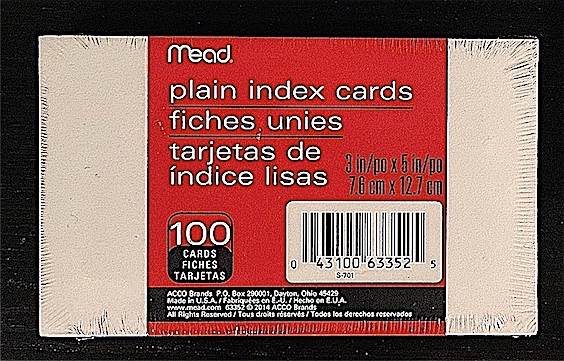 Mead®
plain index cards
fiches unies
tarjetas de
índice lisas
3 in/po x 5 in/po
7.6 cm x 12.7 cm
100
CARDS
FICHES
TARJETAS
0 43100 63352 5
S-701
ACCO Brands P.O. Box 290001, Dayton, Ohio 45429
Made in U.S.A. / Fabriquées en E.-U. / Hecho en E.U.A.
www.mead.com 63352 © 2014 ACCO Brands
All Rights Reserved / Tous droits réservés / Todos los derechos reservados